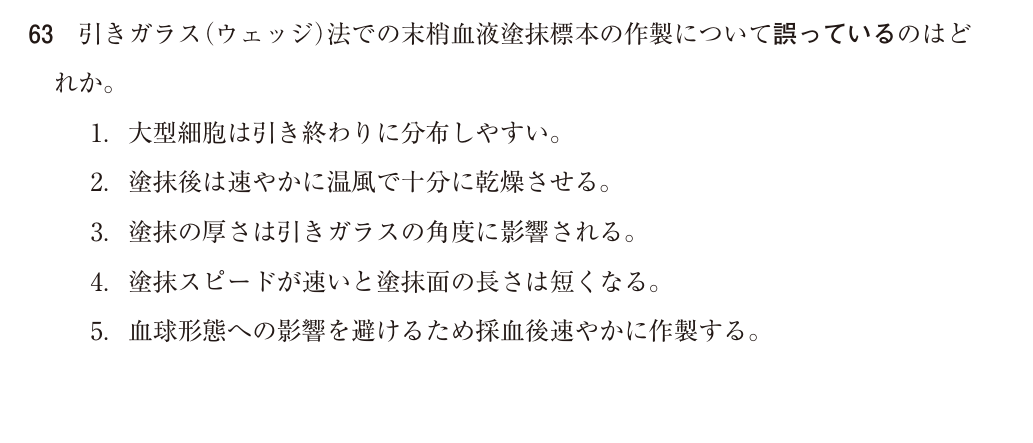 63 引きガラス(ウェッジ)法での末梢血液塗抹標本の作製について誤っているのはど
れか。
1. 大型細胞は引き終わりに分布しやすい。
2. 塗抹後は速やかに温風で十分に乾燥させる。
3. 塗抹の厚さは引きガラスの角度に影響される。
4. 塗抹スピードが速いと塗抹面の長さは短くなる。
5. 血球形態への影響を避けるため採血後速やかに作製する。